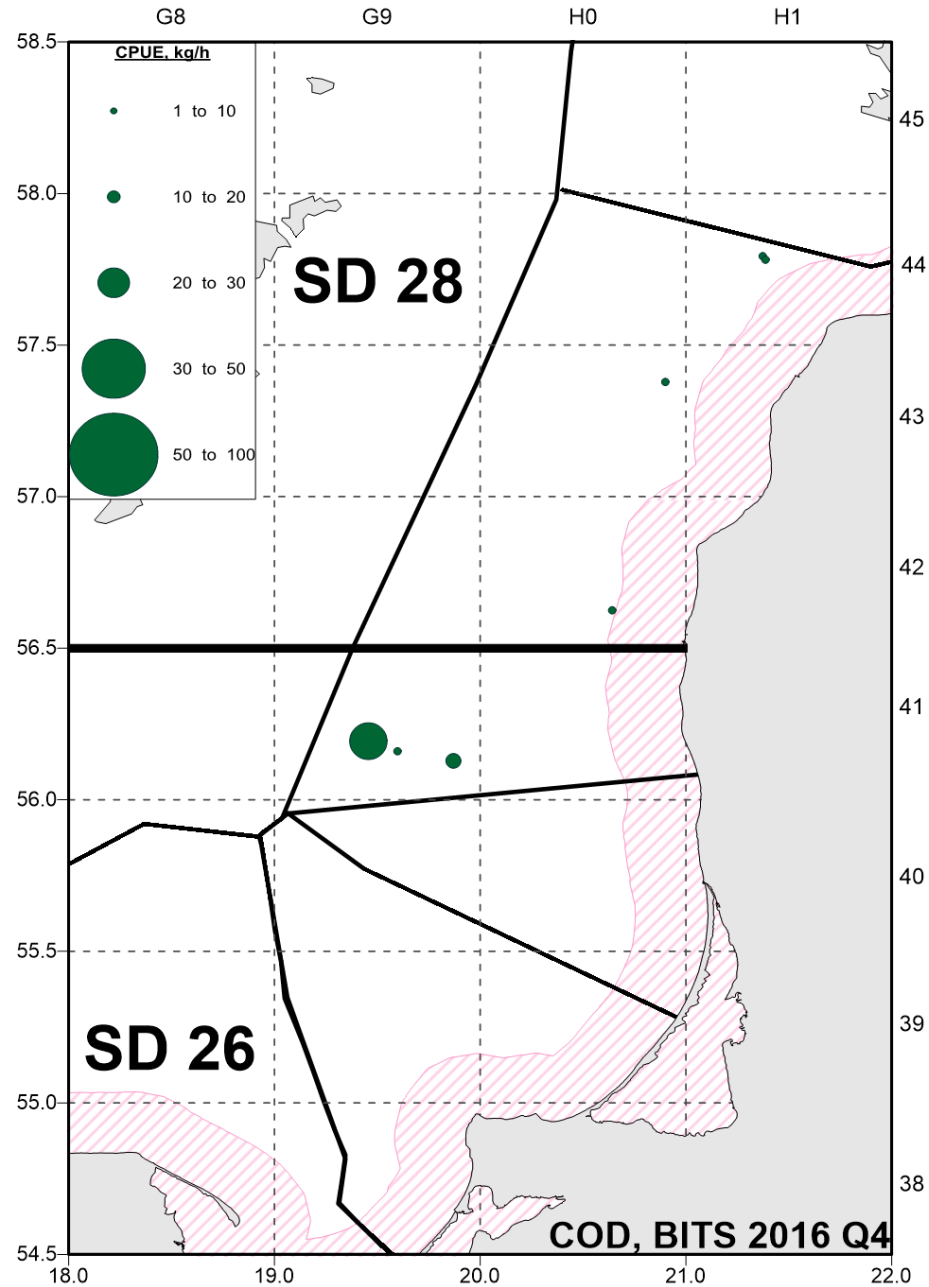 G8 G9 H0 H1
58.5
CPUE, kg/h
1 to 10
45
10 to 20
58.0
SD 28
44
20 to 30
57.5
30 to 50
43
50 to 100
57.0
42
56.5
41
56.0
40
55.5
39
SD 26
55.0
38
COD, BITS 2016 Q4
54.5
18.0 19.0 20.0 21.0 22.0